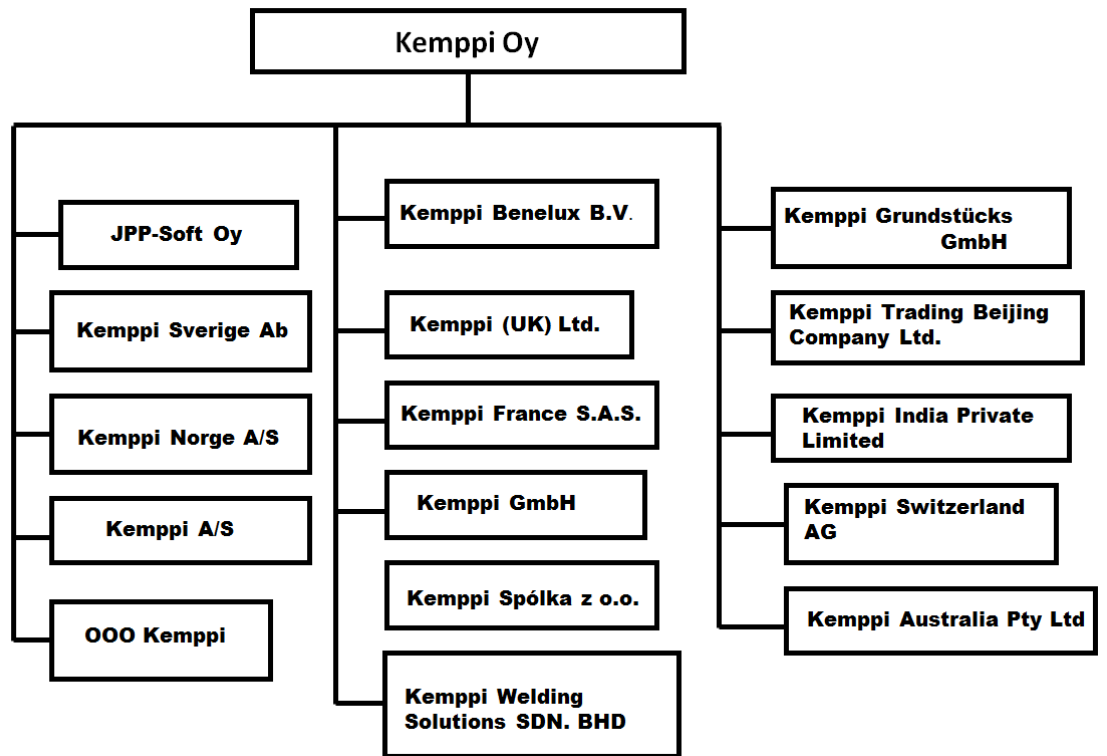 Kemppi Oy
JPP-Soft Oy
Kemppi Sverige Ab
Kemppi Norge A/S
Kemppi A/S
OOO Kemppi
Kemppi Benelux B.V.
Kemppi (UK) Ltd.
Kemppi France S.A.S.
Kemppi GmbH
Kemppi Spólka z o.o.
Kemppi Welding
Solutions SDN. BHD
Kemppi Grundstücks
GmbH
Kemppi Trading Beijing
Company Ltd.
Kemppi India Private
Limited
Kemppi Switzerland
AG
Kemppi Australia Pty Ltd